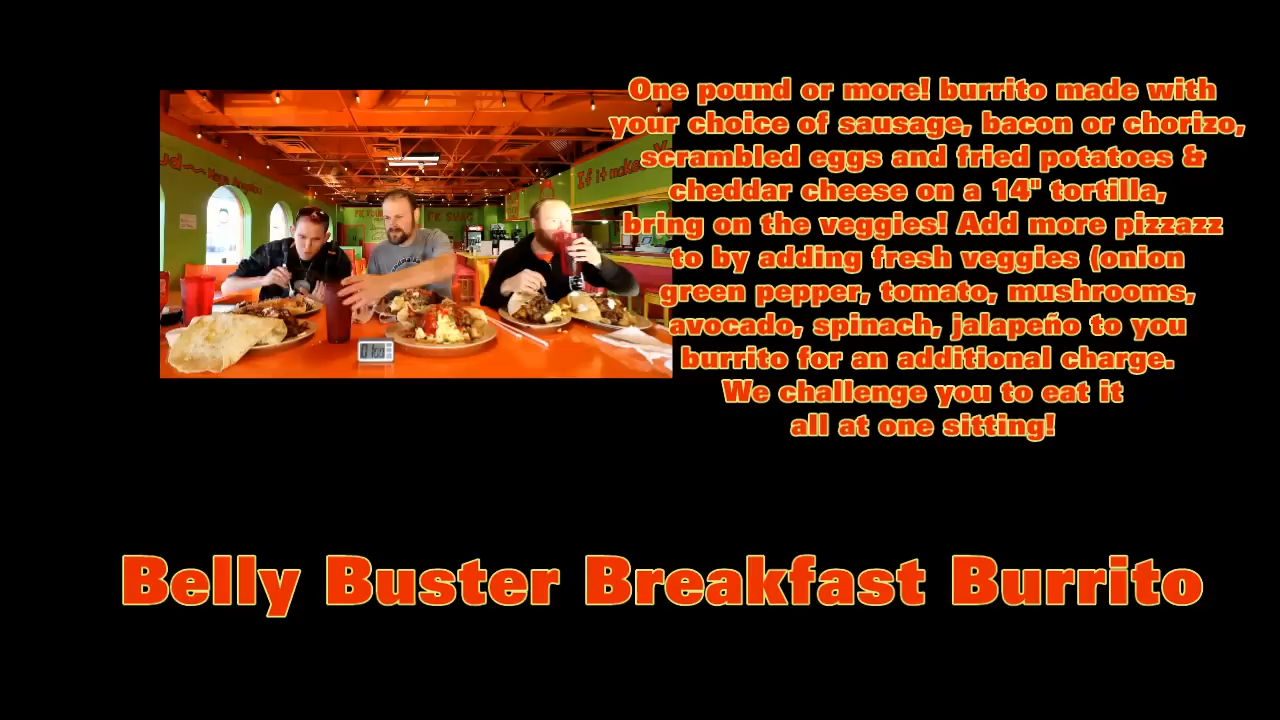 One pound or more! burrito made with
your choice of sausage, bacon or chorizo,
scrambled eggs and fried potatoes &
cheddar cheese on a 14" tortilla,
bring on the veggies! Add more pizzazz
to by adding fresh veggies (onion
green pepper, tomato, mushrooms,
avocado, spinach, jalapeño to you
burrito for an additional charge.
We challenge you to eat it
all at one sitting!
If it makes
Belly Buster Breakfast Burrito